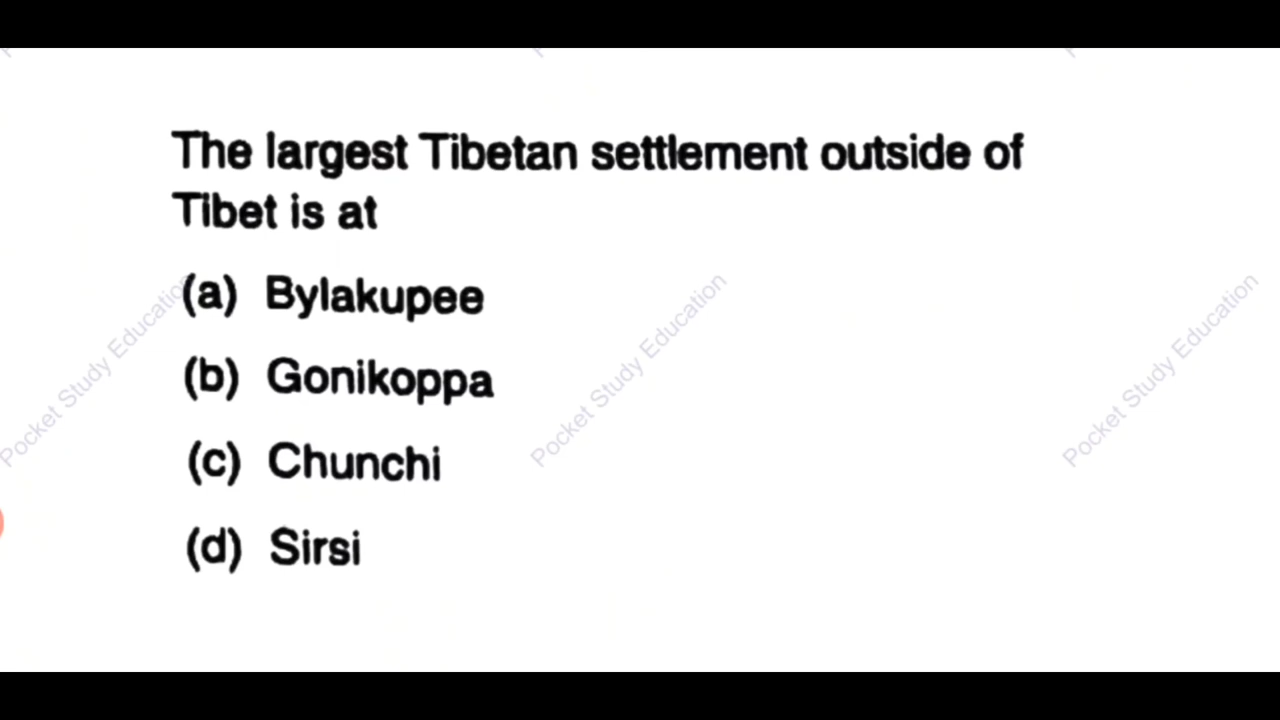 The largest Tibetan settlement outside of
Tibet is at
(a) Bylakupee
(b) Gonikoppa
(c) Chunchi
(d) Sirsi
Pocket Study Education
Pocket Study Education
Pocket Study Education